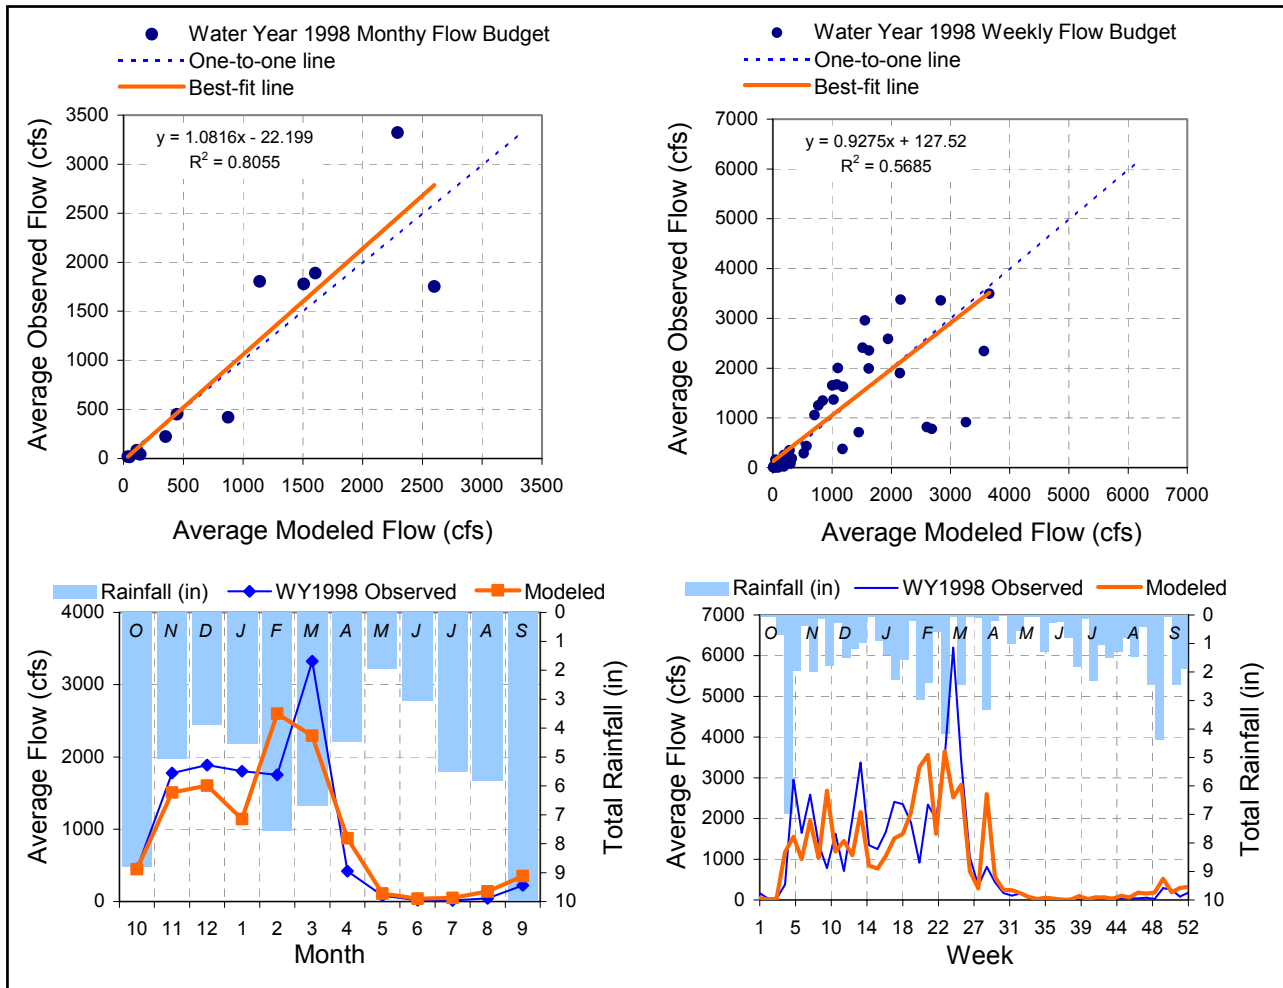 Water Year 1998 Monthy Flow Budget
One-to-one line
Best-fit line
y = 1.0816x - 22.199
R² = 0.8055
Average Observed Flow (cfs)
3500
3000
2500
2000
1500
1000
500
0
0 500 1000 1500 2000 2500 3000 3500
Average Modeled Flow (cfs)
Water Year 1998 Weekly Flow Budget
One-to-one line
Best-fit line
y = 0.9275x + 127.52
R² = 0.5685
Average Observed Flow (cfs)
7000
6000
5000
4000
3000
2000
1000
0
0 1000 2000 3000 4000 5000 6000 7000
Average Modeled Flow (cfs)
Rainfall (in) WY1998 Observed Modeled
Average Flow (cfs)
4000
3000
2000
1000
0
O N D J F M A M J J A S
0
1
2
3
4
5
6
7
8
9
10
Total Rainfall (in)
10 11 12 1 2 3 4 5 6 7 8 9
Month
Rainfall (in) WY1998 Observed Modeled
Average Flow (cfs)
7000
6000
5000
4000
3000
2000
1000
0
O N D J F M A M J J A S
0
1
2
3
4
5
6
7
8
9
10
Total Rainfall (in)
1 5 10 14 18 22 27 31 35 39 44 48 52
Week